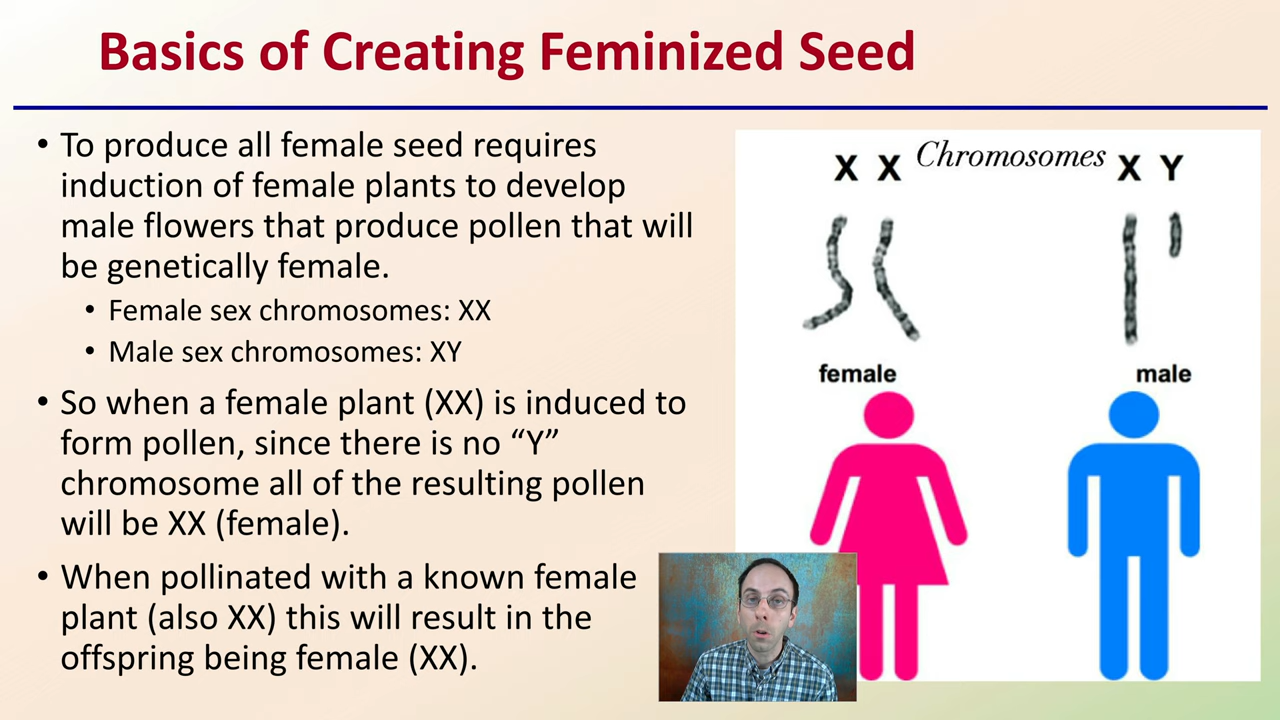 Basics of Creating Feminized Seed
• To produce all female seed requires
induction of female plants to develop
male flowers that produce pollen that will
be genetically female.
• Female sex chromosomes: XX
• Male sex chromosomes: XY
• So when a female plant (XX) is induced to
form pollen, since there is no “Y”
chromosome all of the resulting pollen
will be XX (female).
• When pollinated with a known female
plant (also XX) this will result in the
offspring being female (XX).
X X Chromosomes X Y
female male